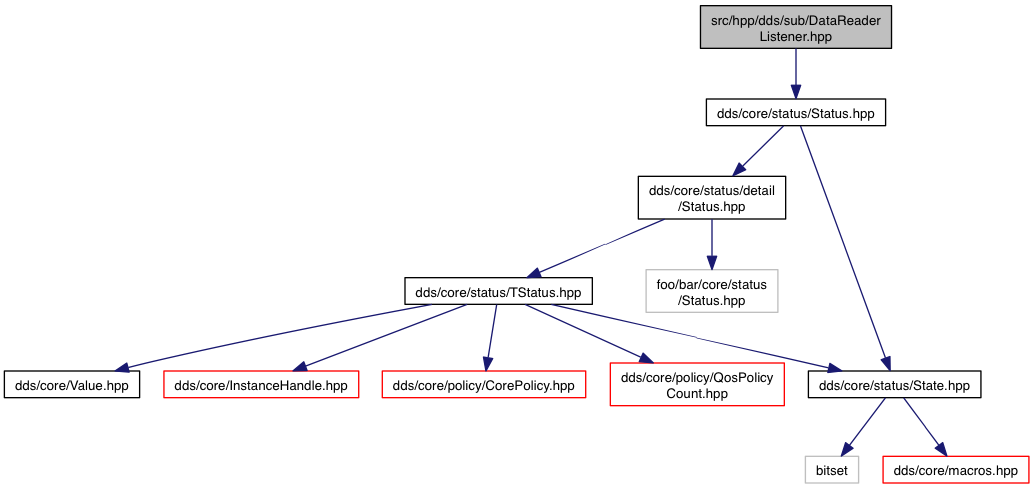 src/hpp/dds/sub/DataReader
Listener.hpp
dds/core/status/Status.hpp
dds/core/status/detail
/Status.hpp
dds/core/status/TStatus.hpp
foo/bar/core/status
/Status.hpp
dds/core/Value.hpp
dds/core/InstanceHandle.hpp
dds/core/policy/CorePolicy.hpp
dds/core/policy/QosPolicy
Count.hpp
dds/core/status/State.hpp
bitset
dds/core/macros.hpp